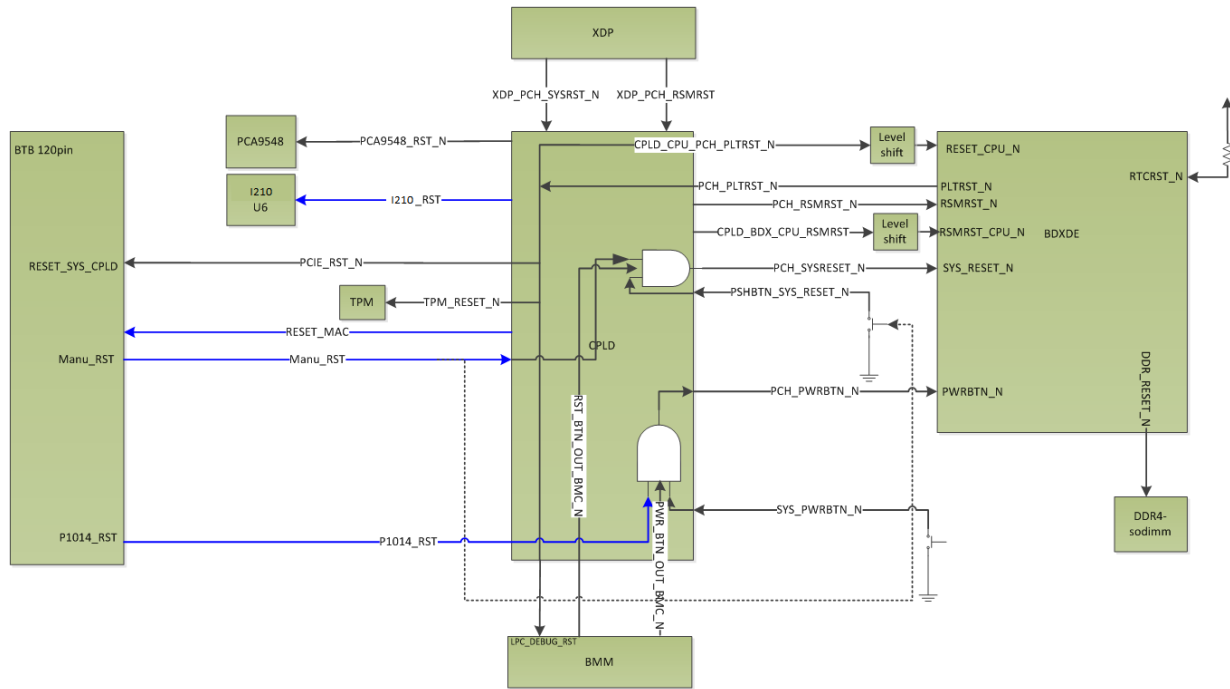 XDP
XDP_PCH_SYSRST_N
XDP_PCH_RSMRST
BTB 120pin
PCA9548
PCA9548_RST_N
CPLD_CPU_PCH_PLTRST_N
Level
shift
RESET_CPU_N
I210
U6
I210_RST
PCH_PLTRST_N
PLTRST_N
RTCRST_N
PCH_RSMRST_N
RSMRST_N
CPLD_BDX_CPU_RSMRST
Level
shift
RSMRST_CPU_N
BDXDE
RESET_SYS_CPLD
PCIE_RST_N
PCH_SYSRESET_N
SYS_RESET_N
TPM
TPM_RESET_N
PSHBTN_SYS_RESET_N
RESET_MAC
CPLD
Manu_RST
Manu_RST
DDR_RESET_N
PCH_PWRBTN_N
PWRBTN_N
RST_BTN_OUT_BMC_N
PWR_BTN_OUT_BMC_N
SYS_PWRBTN_N
DDR4-
sodimm
P1014_RST
P1014_RST
LPC_DEBUG_RST
BMM